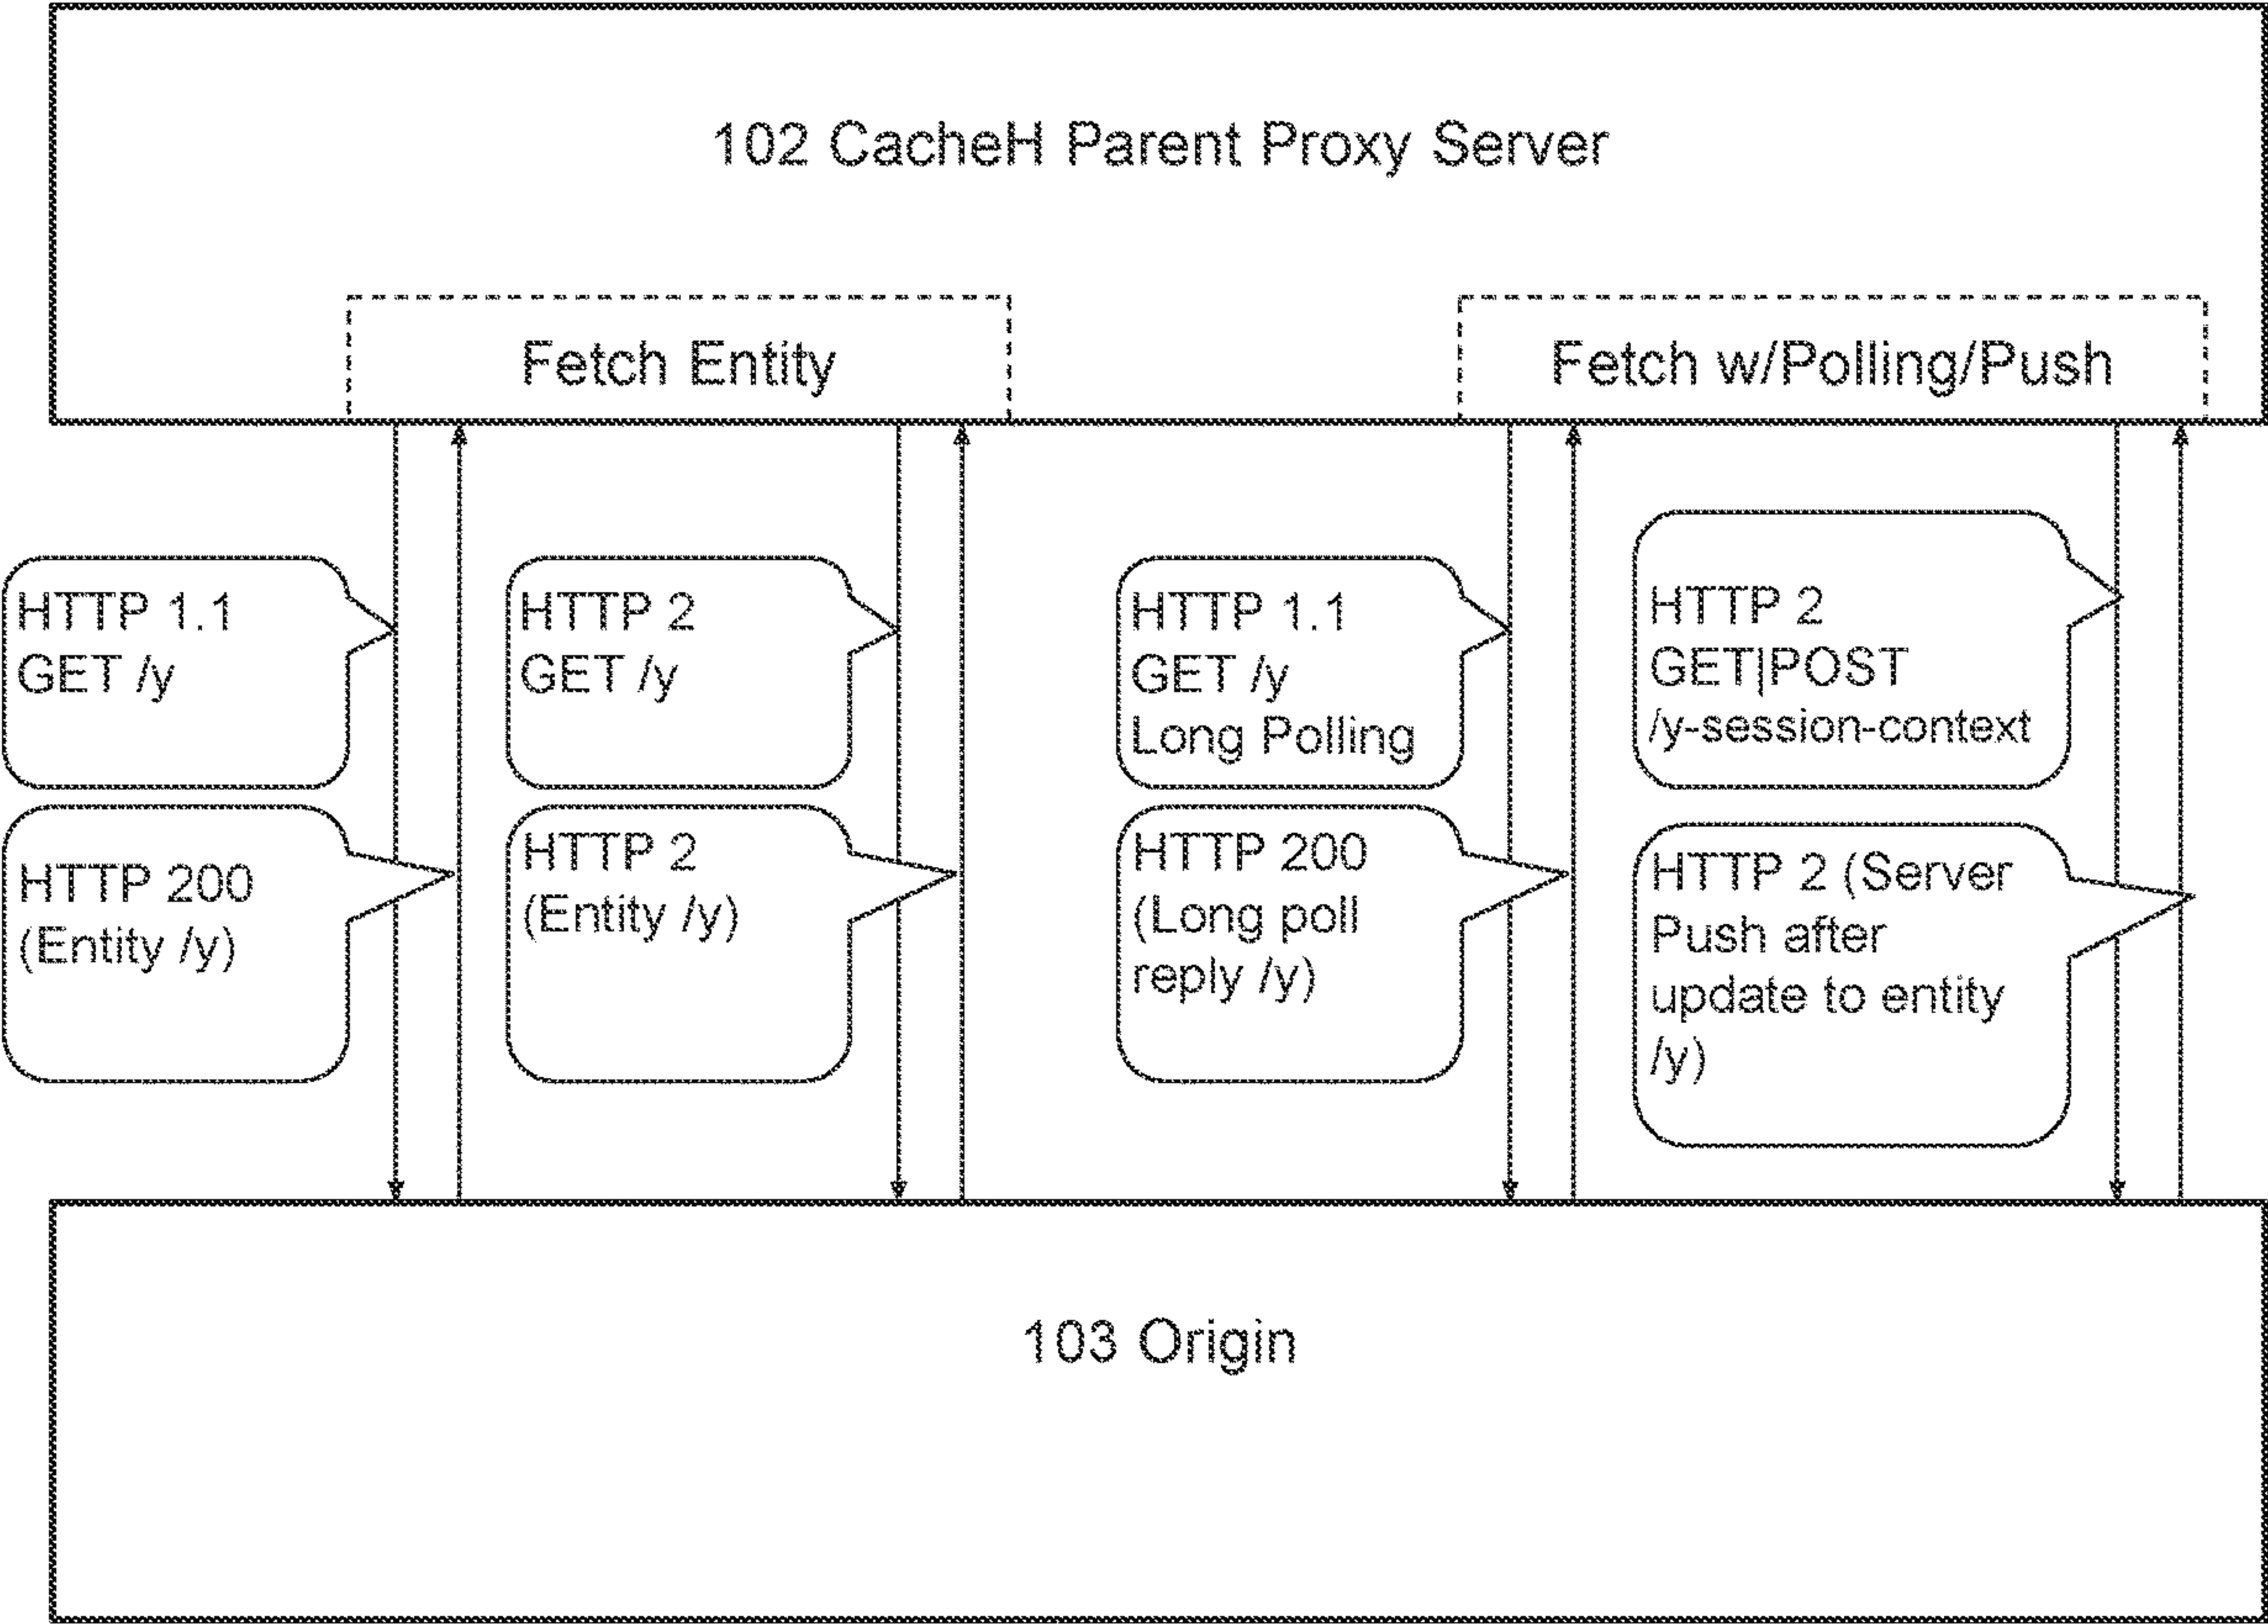 102 CacheH Parent Proxy Server
Fetch Entity
Fetch w/Polling/Push
HTTP 1.1
GET /y
HTTP 200
(Entity /y)
HTTP 2
GET /y
HTTP 2
(Entity /y)
HTTP 1.1
GET /y
Long Polling
HTTP 200
(Long poll
reply /y)
HTTP 2
GET|POST
/y-session-context
HTTP 2 (Server
Push after
update to entity
/y)
103 Origin